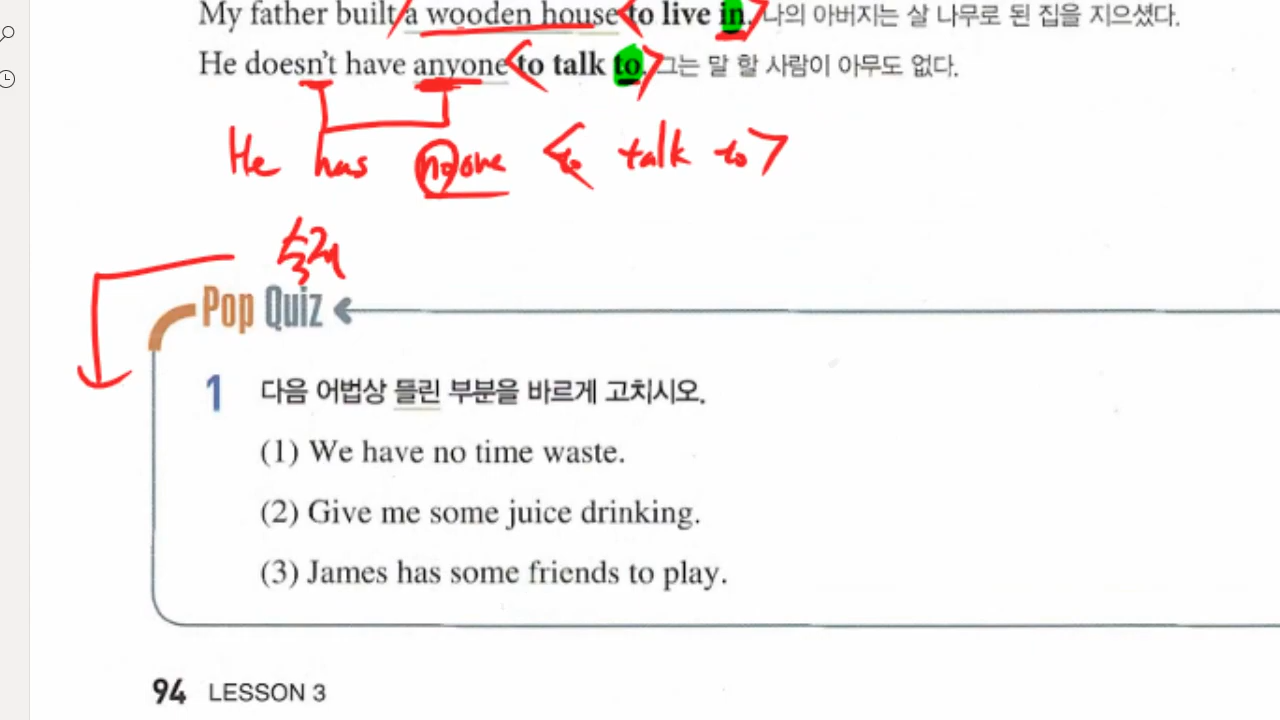 My father built a wooden house to live in. 나의 아버지는 살 나무로 된 집을 지으셨다.
He doesn't have anyone to talk to. 그는 말 할 사람이 아무도 없다.
He has no one to talk to
숙제
Pop Quiz
1 다음 어법상 틀린 부분을 바르게 고치시오.
(1) We have no time waste.
(2) Give me some juice drinking.
(3) James has some friends to play.
94 LESSON 3